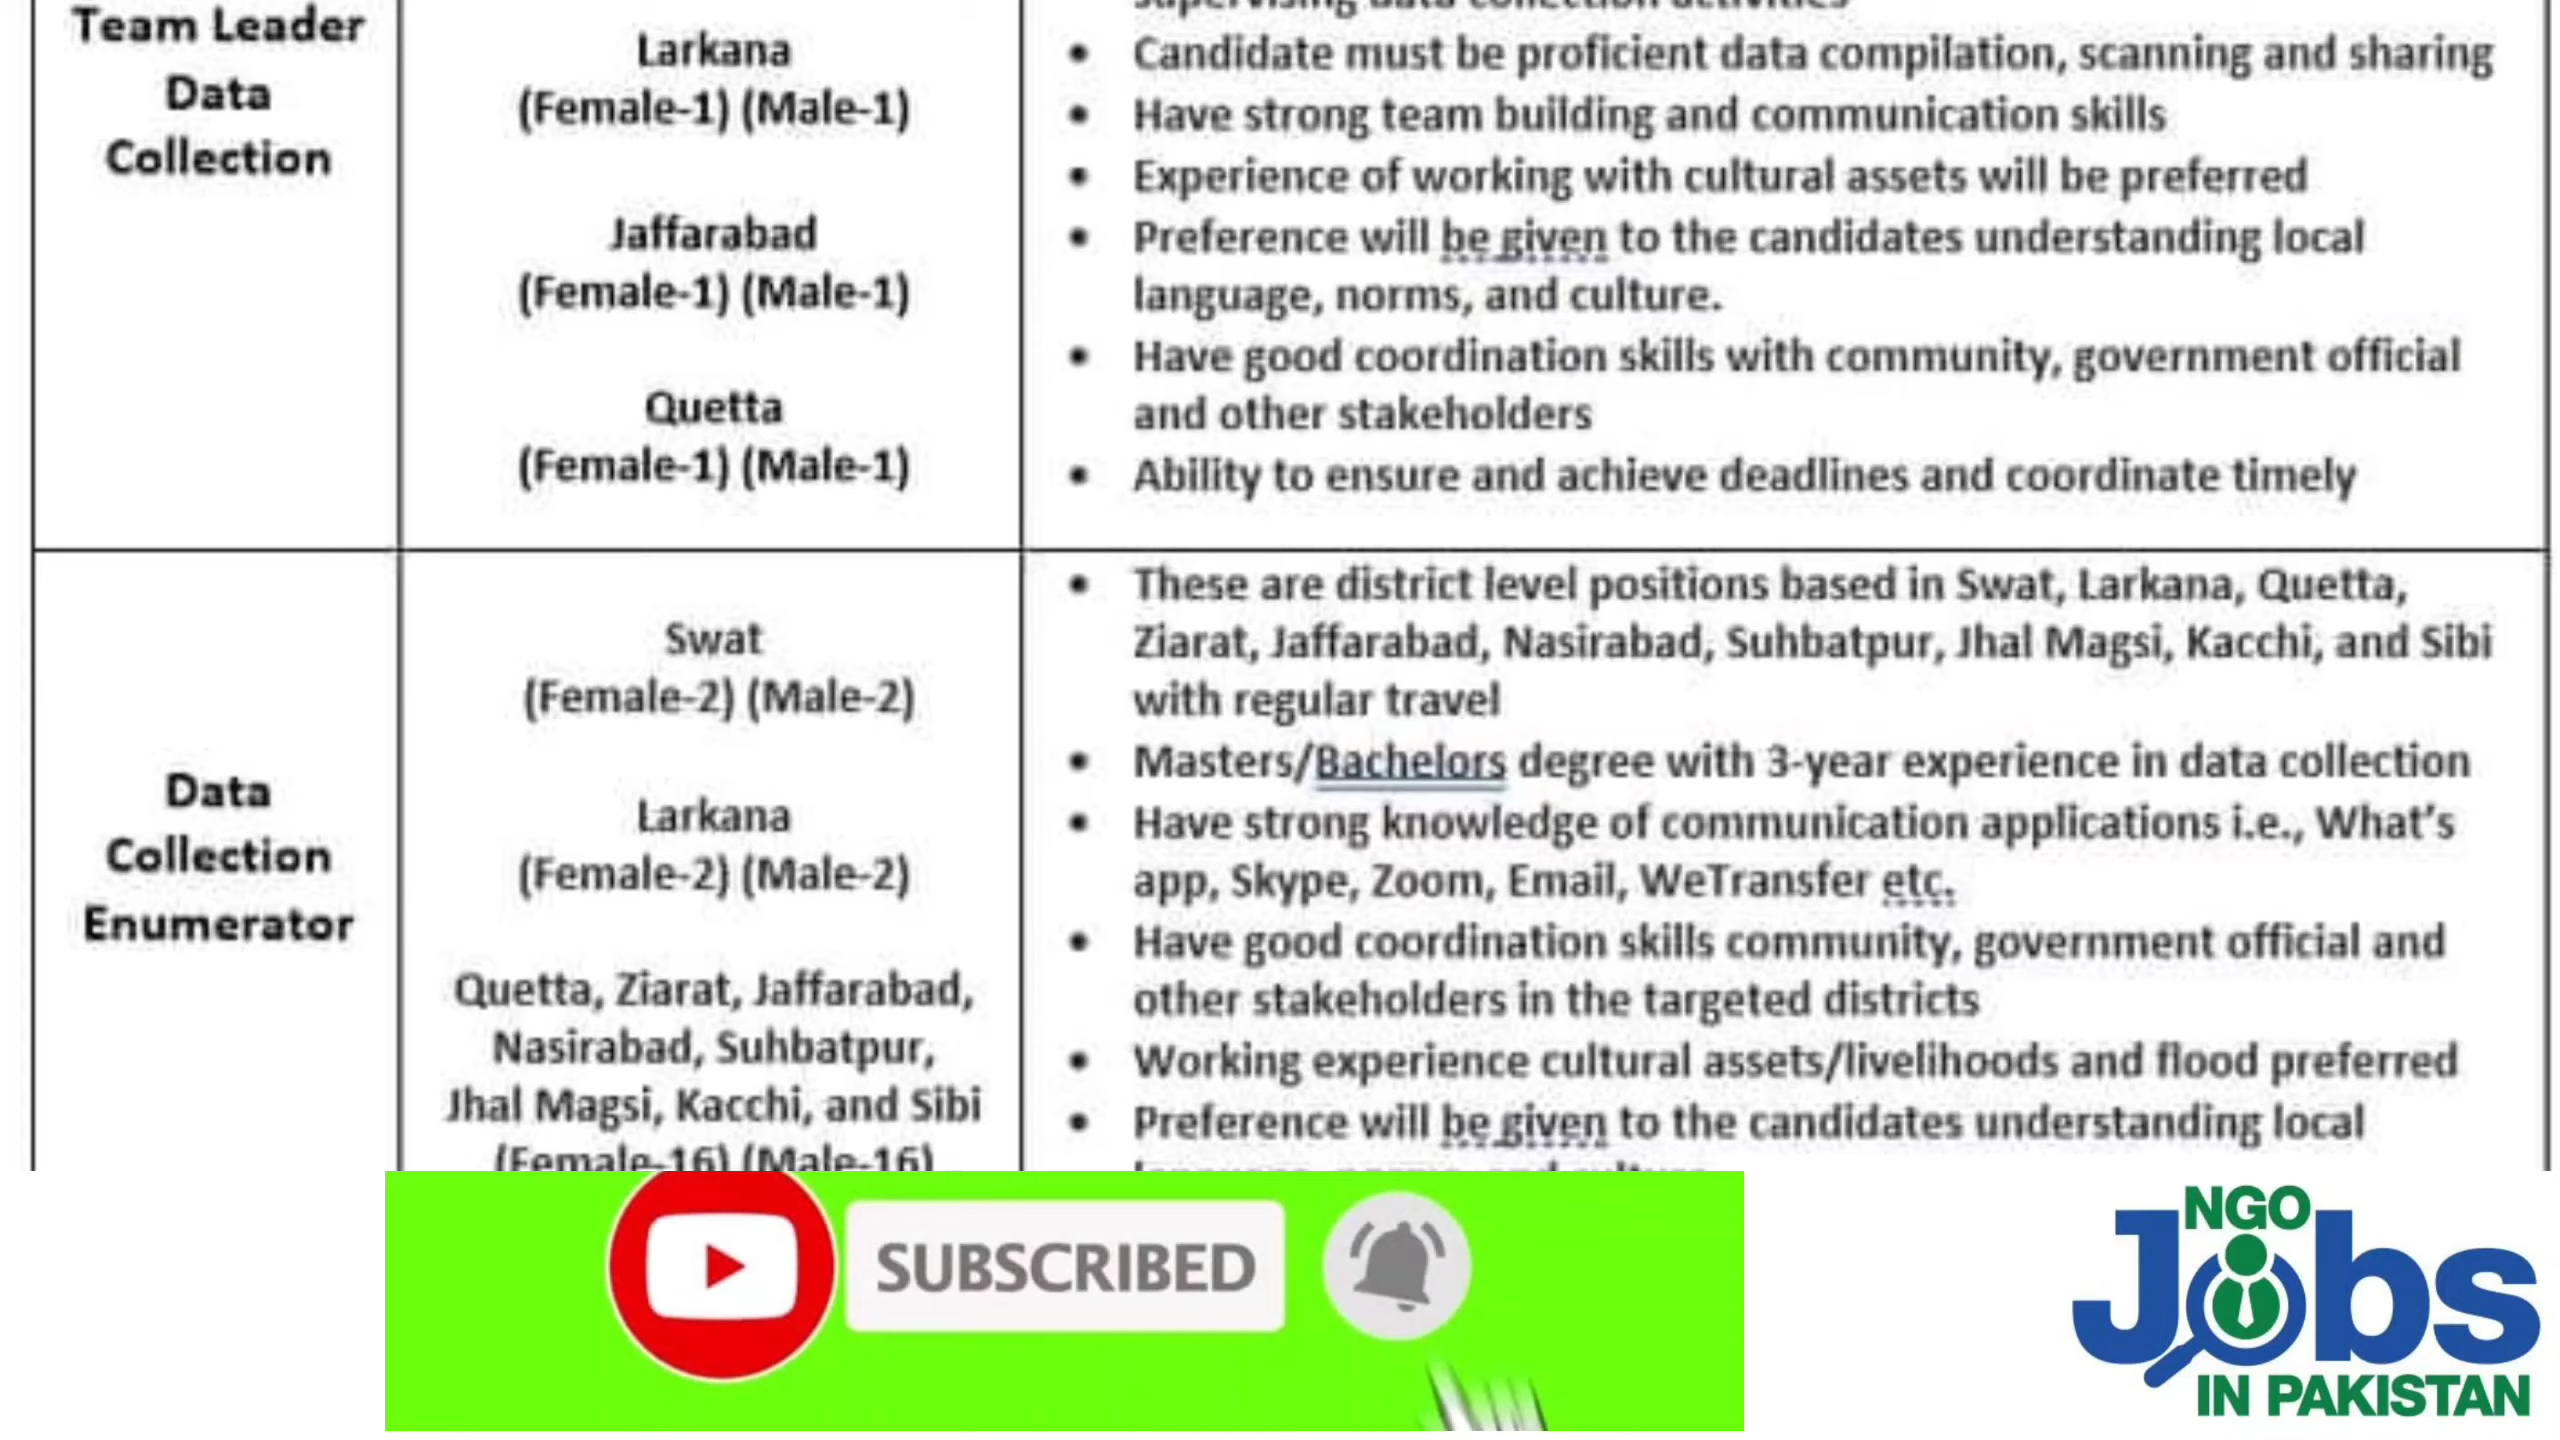 Team Leader
Data
Collection
Larkana
(Female-1) (Male-1)
Jaffarabad
(Female-1) (Male-1)
Quetta
(Female-1) (Male-1)
supervising data collection activities
• Candidate must be proficient data compilation, scanning and sharing
• Have strong team building and communication skills
• Experience of working with cultural assets will be preferred
• Preference will be given to the candidates understanding local
language, norms, and culture.
• Have good coordination skills with community, government official
and other stakeholders
• Ability to ensure and achieve deadlines and coordinate timely
Data
Collection
Enumerator
Swat
(Female-2) (Male-2)
Larkana
(Female-2) (Male-2)
Quetta, Ziarat, Jaffarabad,
Nasirabad, Suhbatpur,
Jhal Magsi, Kacchi, and Sibi
(Female-16) (Male-16)
• These are district level positions based in Swat, Larkana, Quetta,
Ziarat, Jaffarabad, Nasirabad, Suhbatpur, Jhal Magsi, Kacchi, and Sibi
with regular travel
• Masters/Bachelors degree with 3-year experience in data collection
• Have strong knowledge of communication applications i.e., What's
app, Skype, Zoom, Email, WeTransfer etc.
• Have good coordination skills community, government official and
other stakeholders in the targeted districts
• Working experience cultural assets/livelihoods and flood preferred
• Preference will be given to the candidates understanding local
SUBSCRIBED
NGO
Jobs
IN PAKISTAN